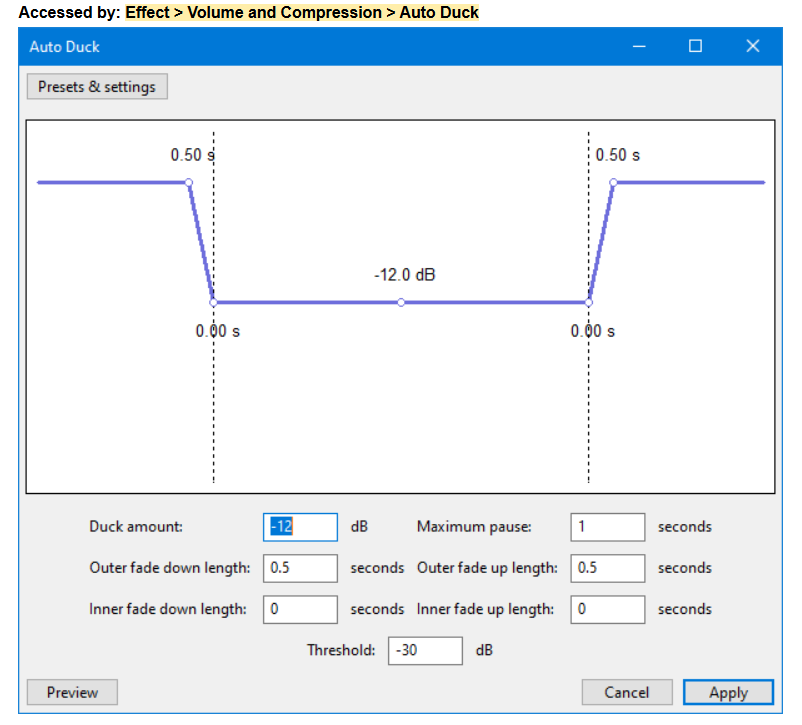 Accessed by: Effect > Volume and Compression > Auto Duck
Auto Duck
Presets & settings
0.50 s 0.50 s
-12.0 dB
0.00 s 0.00 s
Duck amount: -12 dB Maximum pause: 1 seconds
Outer fade down length: 0.5 seconds Outer fade up length: 0.5 seconds
Inner fade down length: 0 seconds Inner fade up length: 0 seconds
Threshold: -30 dB
Preview Cancel Apply